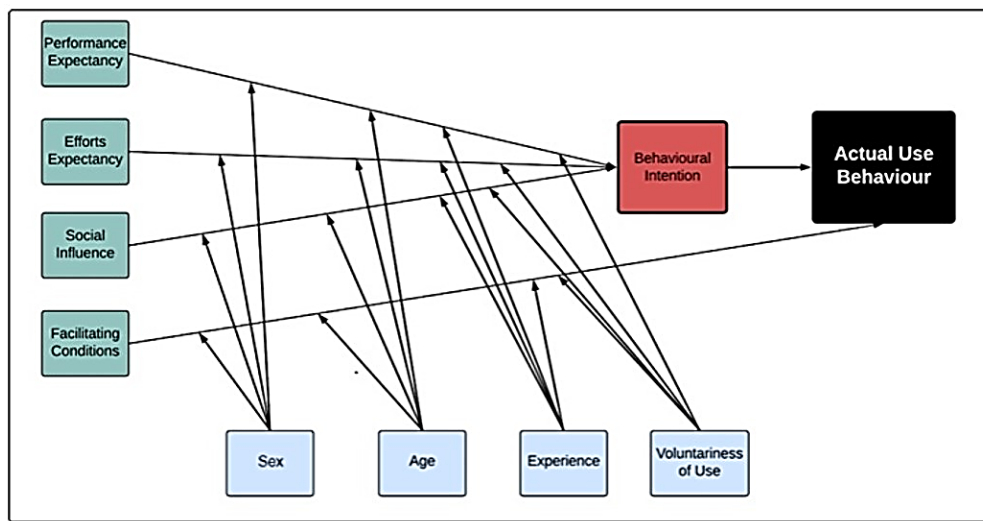 Performance
Expectancy
Efforts
Expectancy
Social
Influence
Facilitating
Conditions
Behavioural
Intention
Actual Use
Behaviour
Sex
Age
Experience
Voluntariness
of Use